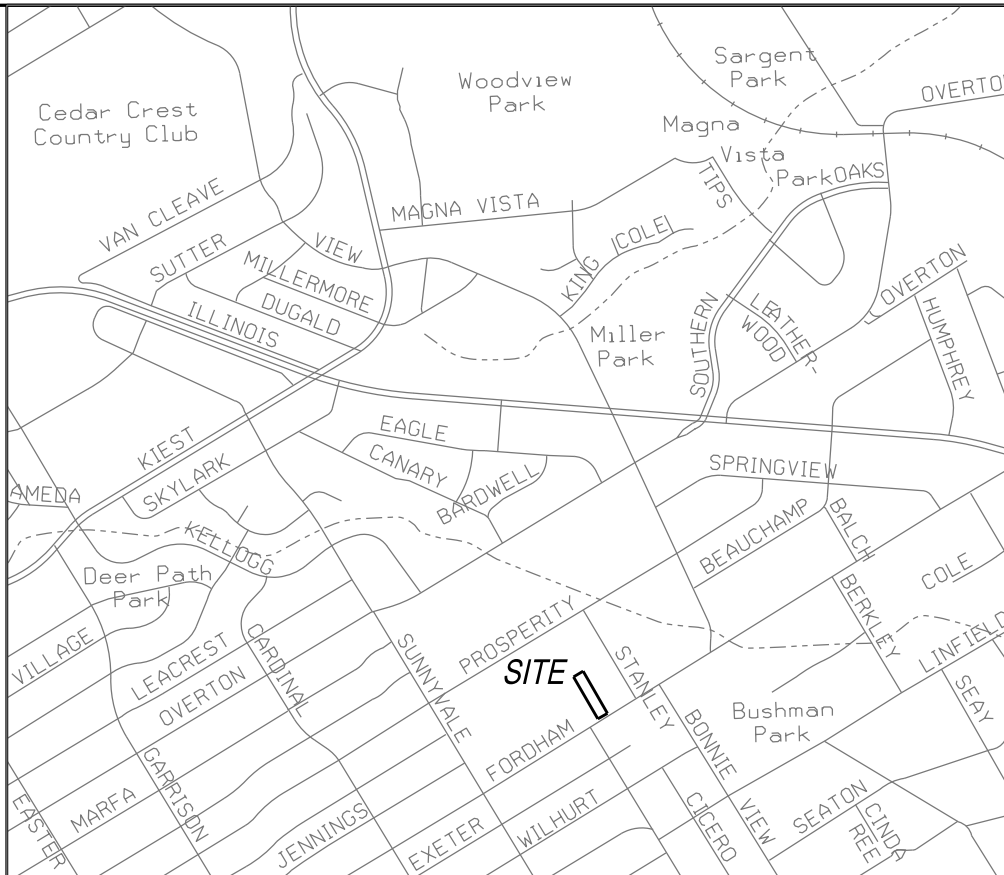 Sargent
Park
Woodview
Park
OVERTO
Cedar Crest
Country Club
Magna
Vista
Park
OAKS
TIPS
VAN CLEAVE
MAGNA VISTA
COLE
SUTTER
VIEW
MILLERMORE
KING
OVERTON
DUGALD
ILLINOIS
SOUTHERN
LEATHER-
WOOD
HUMPHREY
Miller
Park
EAGLE
KIEST
CANARY
SKYLARK
BARDWELL
SPRINGVIEW
AMEDA
BEAUCHAMP
BALCH
KELLOGG
Deer Path
Park
COLE
BERKLEY
PROSPERITY
LINFIELD
VILLAGE
LEACREST
CARDINAL
SUNNYVALE
STANLEY
SITE
OVERTON
SEAY
Bushman
Park
BONNIE
VIEW
FORDHAM
GARRISON
MARFA
EASTER
JENNINGS
EXETER
WILHURT
CICERO
SEATON
CINDA
REE